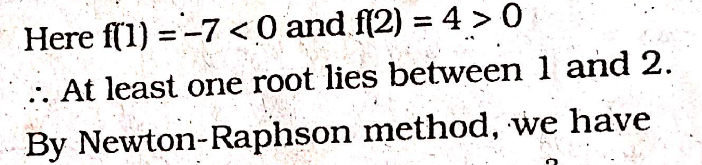 Here f(1) = –7 < 0 and f(2) = 4 > 0
∴ At least one root lies between 1 and 2.
By Newton-Raphson method, we have